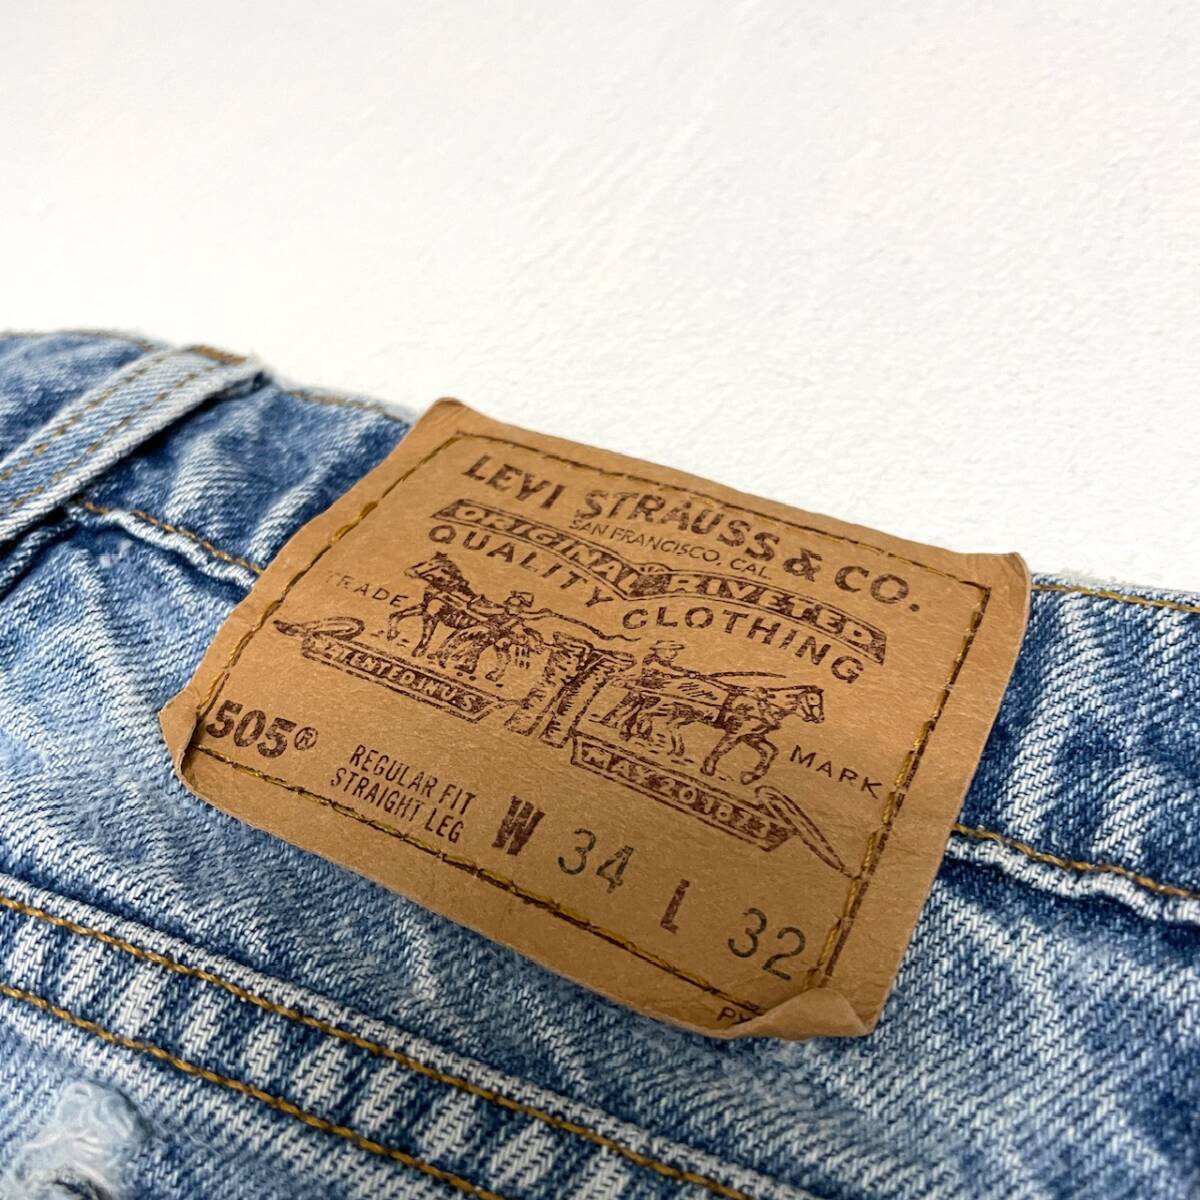 LEVI STRAUSS & CO.
SAN FRANCISCO, CAL.
ORIGINAL RIVETED
QUALITY CLOTHING
TRADE MARK
PATENTED IN U.S.
MAY 20 1873
505®
REGULAR FIT
STRAIGHT LEG
W 34 L 32